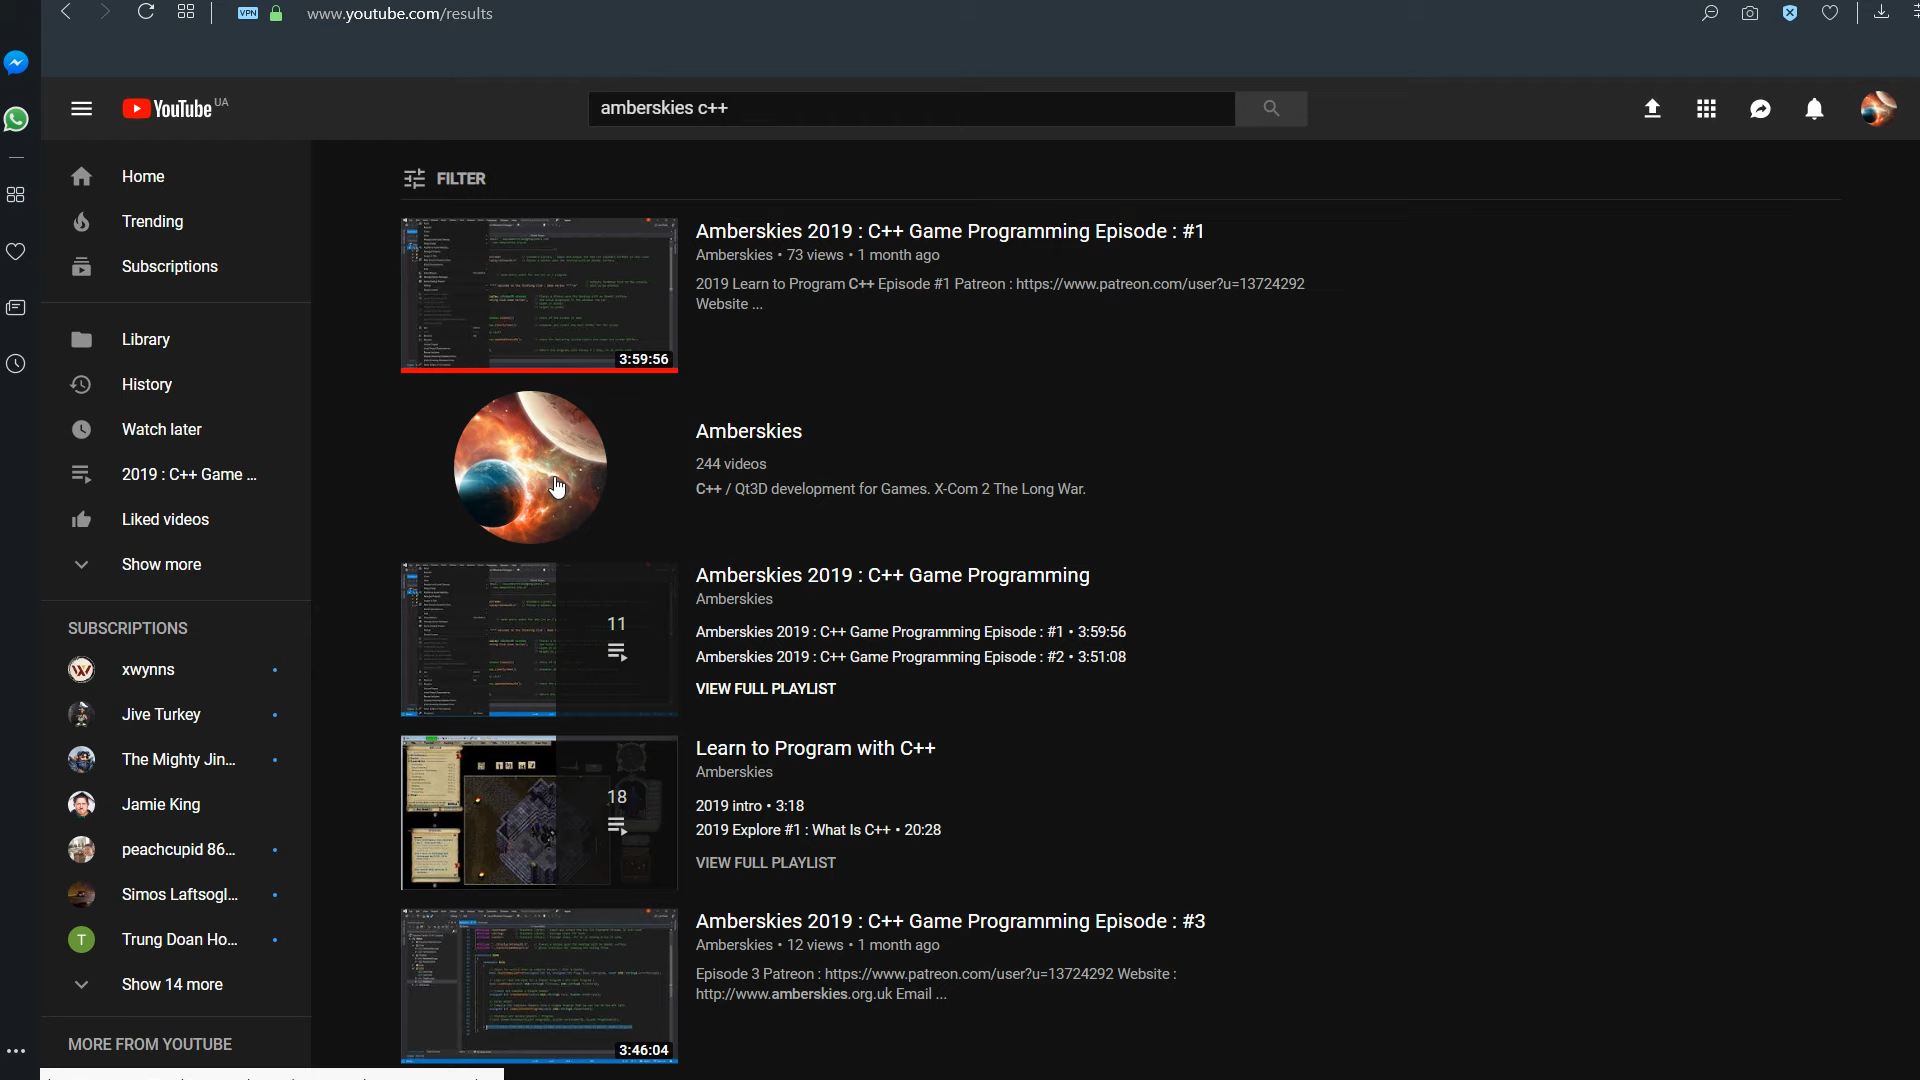 VPN
www.youtube.com/results
YouTube UA
amberskies c++
Home
Trending
Subscriptions
Library
History
Watch later
2019 : C++ Game ...
Liked videos
Show more
SUBSCRIPTIONS
xwynns
Jive Turkey
The Mighty Jin...
Jamie King
peachcupid 86...
Simos Laftsogl...
T
Trung Doan Ho...
Show 14 more
MORE FROM YOUTUBE
FILTER
3:59:56
Amberskies 2019 : C++ Game Programming Episode : #1
Amberskies • 73 views • 1 month ago
2019 Learn to Program C++ Episode #1 Patreon : https://www.patreon.com/user?u=13724292
Website ...
Amberskies
244 videos
C++ / Qt3D development for Games. X-Com 2 The Long War.
11
Amberskies 2019 : C++ Game Programming
Amberskies
Amberskies 2019 : C++ Game Programming Episode : #1 • 3:59:56
Amberskies 2019 : C++ Game Programming Episode : #2 • 3:51:08
VIEW FULL PLAYLIST
18
Learn to Program with C++
Amberskies
2019 intro • 3:18
2019 Explore #1 : What Is C++ • 20:28
VIEW FULL PLAYLIST
3:46:04
Amberskies 2019 : C++ Game Programming Episode : #3
Amberskies • 12 views • 1 month ago
Episode 3 Patreon : https://www.patreon.com/user?u=13724292 Website :
http://www.amberskies.org.uk Email ...